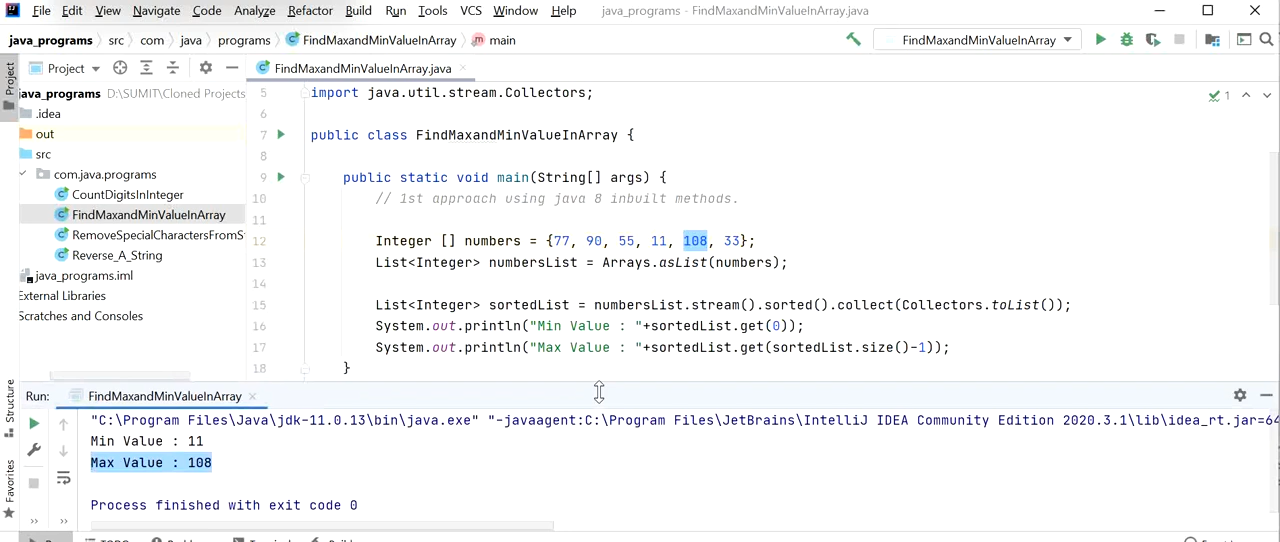 File Edit View Navigate Code Analyze Refactor Build Run Tools VCS Window Help java_programs - FindMaxandMinValueInArray.java
java_programs src com java programs FindMaxandMinValueInArray main FindMaxandMinValueInArray
Project
Project FindMaxandMinValueInArray.java
java_programs D:\SUMIT\Cloned Projects
.idea
out
src
com.java.programs
CountDigitsInInteger
FindMaxandMinValueInArray
RemoveSpecialCharactersFromSt
Reverse_A_String
java_programs.iml
External Libraries
Scratches and Consoles
5 import java.util.stream.Collectors;
6
7 public class FindMaxandMinValueInArray {
8
9 public static void main(String[] args) {
10 // 1st approach using java 8 inbuilt methods.
11
12 Integer [] numbers = {77, 90, 55, 11, 108, 33};
13 List<Integer> numbersList = Arrays.asList(numbers);
14
15 List<Integer> sortedList = numbersList.stream().sorted().collect(Collectors.toList());
16 System.out.println("Min Value : "+sortedList.get(0));
17 System.out.println("Max Value : "+sortedList.get(sortedList.size()-1));
18 }
1
Structure
Favorites
Run: FindMaxandMinValueInArray
"C:\Program Files\Java\jdk-11.0.13\bin\java.exe" "-javaagent:C:\Program Files\JetBrains\IntelliJ IDEA Community Edition 2020.3.1\lib\idea_rt.jar=64
Min Value : 11
Max Value : 108
Process finished with exit code 0